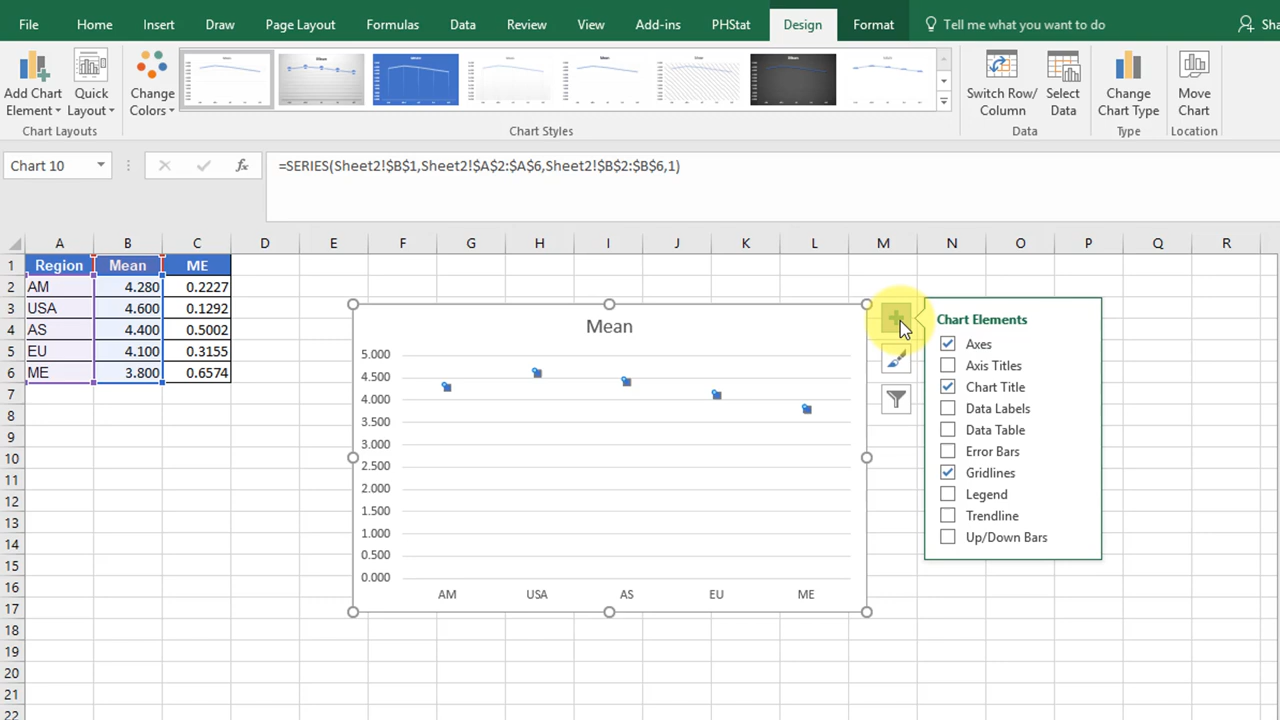 File Home Insert Draw Page Layout Formulas Data Review View Add-ins PHStat Design Format Tell me what you want to do
Add Chart Element Quick Layout Change Colors Switch Row/ Column Select Data Change Chart Type Move Chart
Chart Layouts Chart Styles Data Type Location
Chart 10 fx =SERIES(Sheet2!$B$1,Sheet2!$A$2:$A$6,Sheet2!$B$2:$B$6,1)
A B C D E F G H I J K L M N O P Q R
1 Region Mean ME
2 AM 4.280 0.2227
3 USA 4.600 0.1292
4 AS 4.400 0.5002
5 EU 4.100 0.3155
6 ME 3.800 0.6574
7
8
9
10
11
12
13
14
15
16
17
18
19
20
21
22
Mean
5.000
4.500
4.000
3.500
3.000
2.500
2.000
1.500
1.000
0.500
0.000
AM USA AS EU ME
Chart Elements
Axes
Axis Titles
Chart Title
Data Labels
Data Table
Error Bars
Gridlines
Legend
Trendline
Up/Down Bars